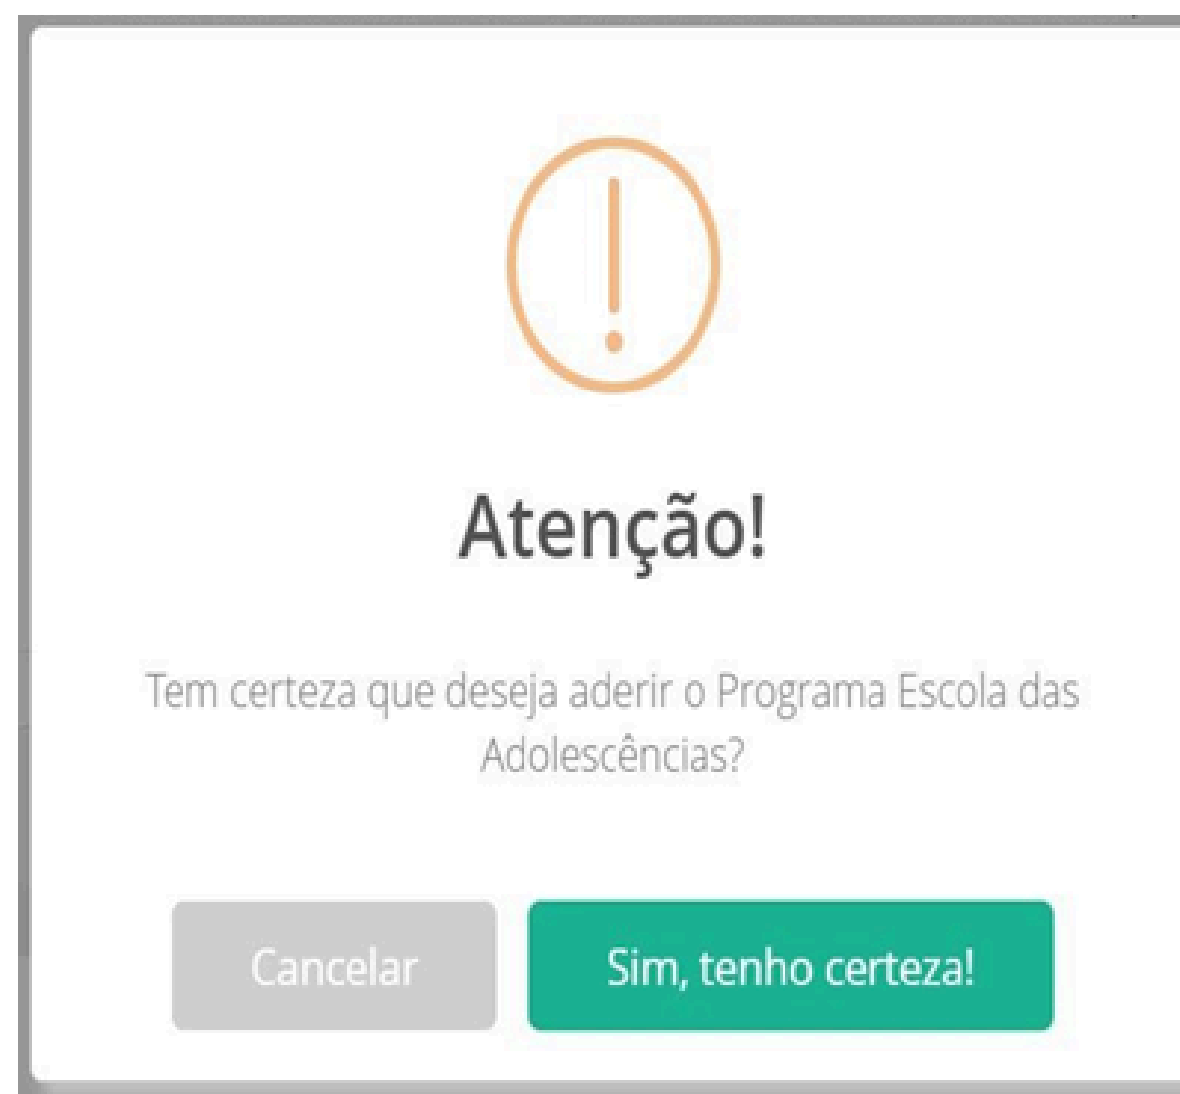 Atenção!
Tem certeza que deseja aderir o Programa Escola das
Adolescências?
Cancelar
Sim, tenho certeza!